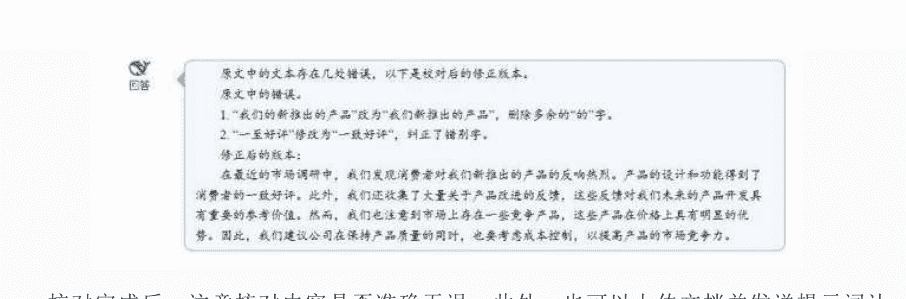 回答
原文中的文本存在几处错误，以下是校对后的修正版本。
原文中的错误。
1. “我们的新推出的产品”改为“我们新推出的产品”，删除多余的“的”字。
2. “一至好评”修改为“一致好评”，纠正了错别字。
修正后的版本：
在最近的市场调研中，我们发现消费者对我们新推出的产品的反响热烈。产品的设计和功能得到了
消费者的一致好评。此外，我们还收集了大量关于产品改进的反馈，这些反馈对我们未来的产品开发具
有重要的参考价值。然而，我们也注意到市场上存在一些竞争产品，这些产品在价格上具有明显的优
势。因此，我们建议公司在保持产品质量的同时，也要考虑成本控制，以提高产品的市场竞争力。